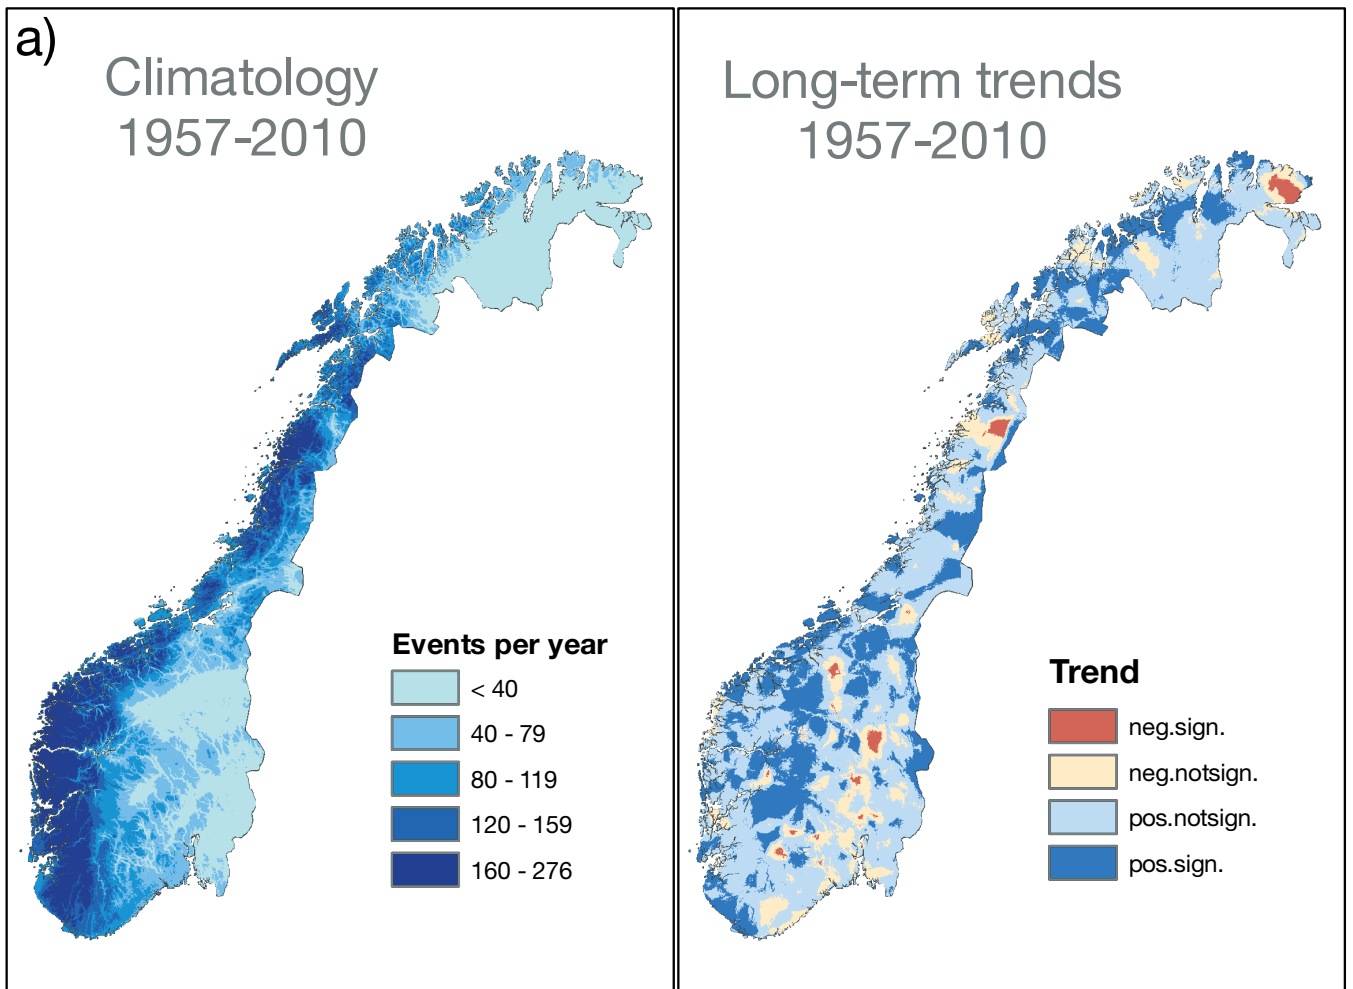 a)
Climatology
1957-2010
Events per year
< 40
40 - 79
80 - 119
120 - 159
160 - 276
Long-term trends
1957-2010
Trend
neg.sign.
neg.notsign.
pos.notsign.
pos.sign.